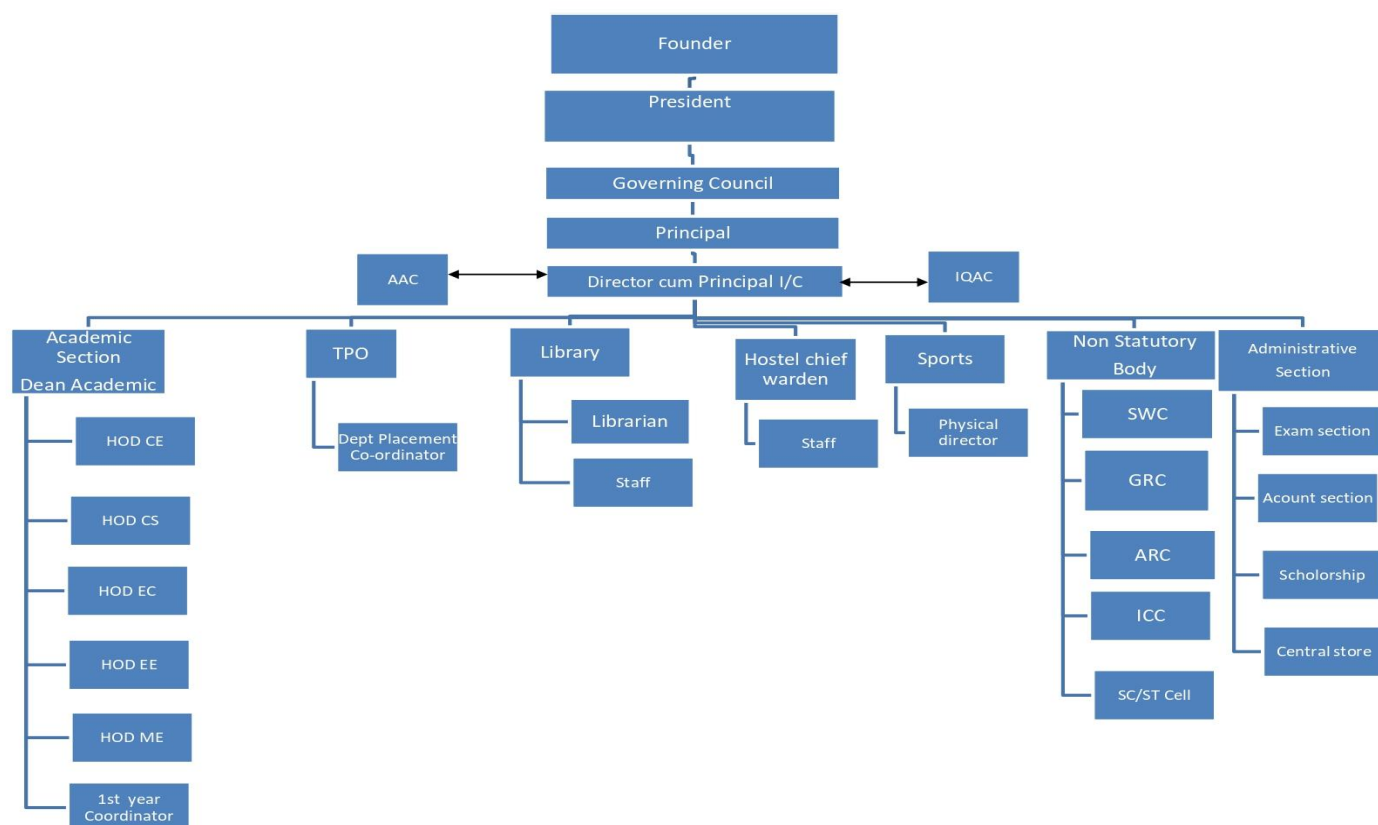 Founder
President
Governing Council
Principal
AAC
Director cum Principal I/C
IQAC
Academic
Section
Dean Academic
HOD CE
HOD CS
HOD EC
HOD EE
HOD ME
1st year
Coordinator
TPO
Dept Placement
Co-ordinator
Library
Librarian
Staff
Hostel chief
warden
Staff
Sports
Physical
director
Non Statutory
Body
SWC
GRC
ARC
ICC
SC/ST Cell
Administrative
Section
Exam section
Acount section
Scholorship
Central store